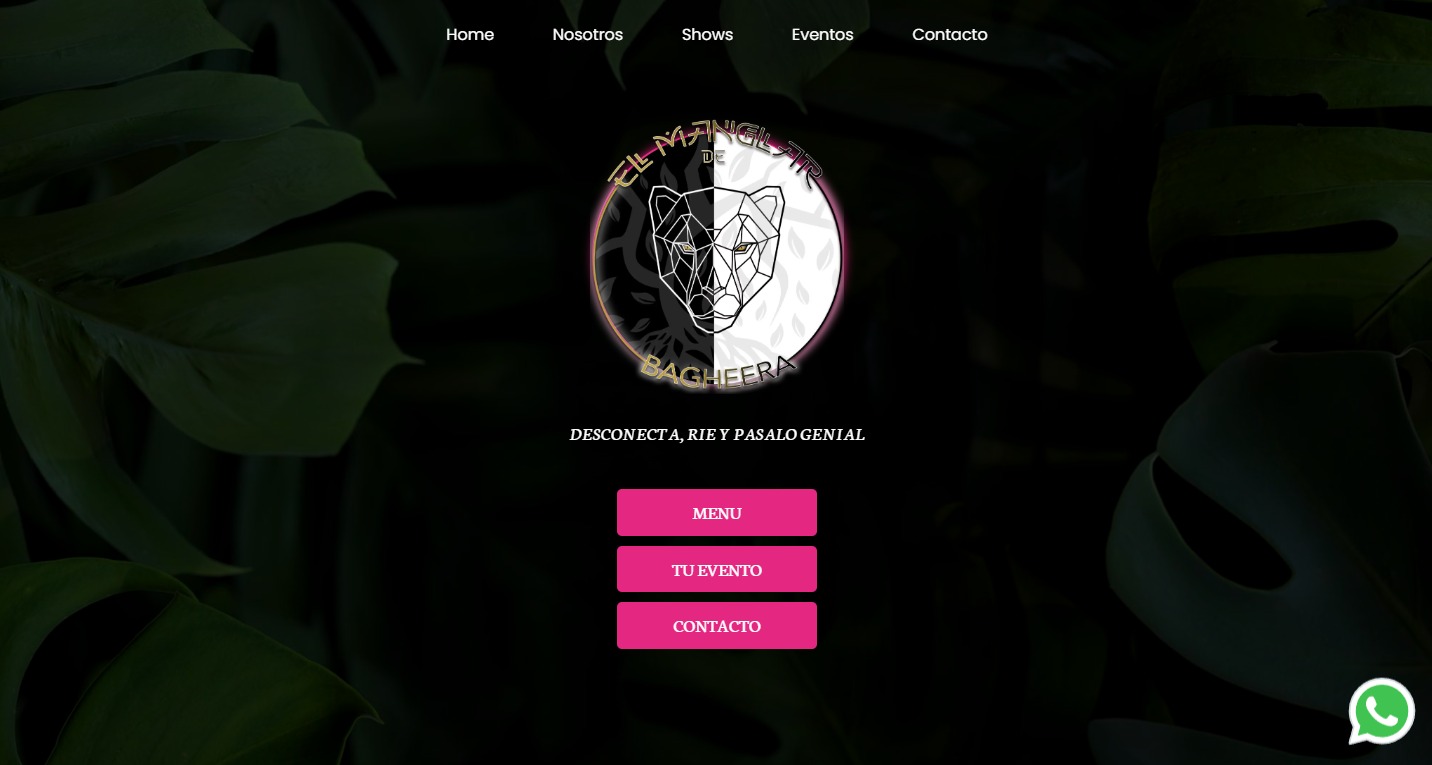 Home Nosotros Shows Eventos Contacto
EL MANGLAR
DE
BAGHEERA
DESCONECTA, RIE Y PASALO GENIAL
MENU
TU EVENTO
CONTACTO